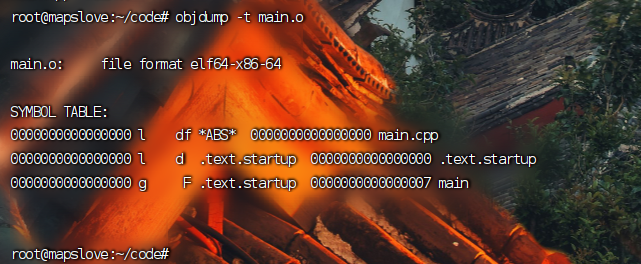 root@mapslove:~/code# objdump -t main.o
main.o:     file format elf64-x86-64
SYMBOL TABLE:
0000000000000000 l    df *ABS*  0000000000000000 main.cpp
0000000000000000 l    d  .text.startup  0000000000000000 .text.startup
0000000000000000 g     F .text.startup  0000000000000007 main
root@mapslove:~/code#